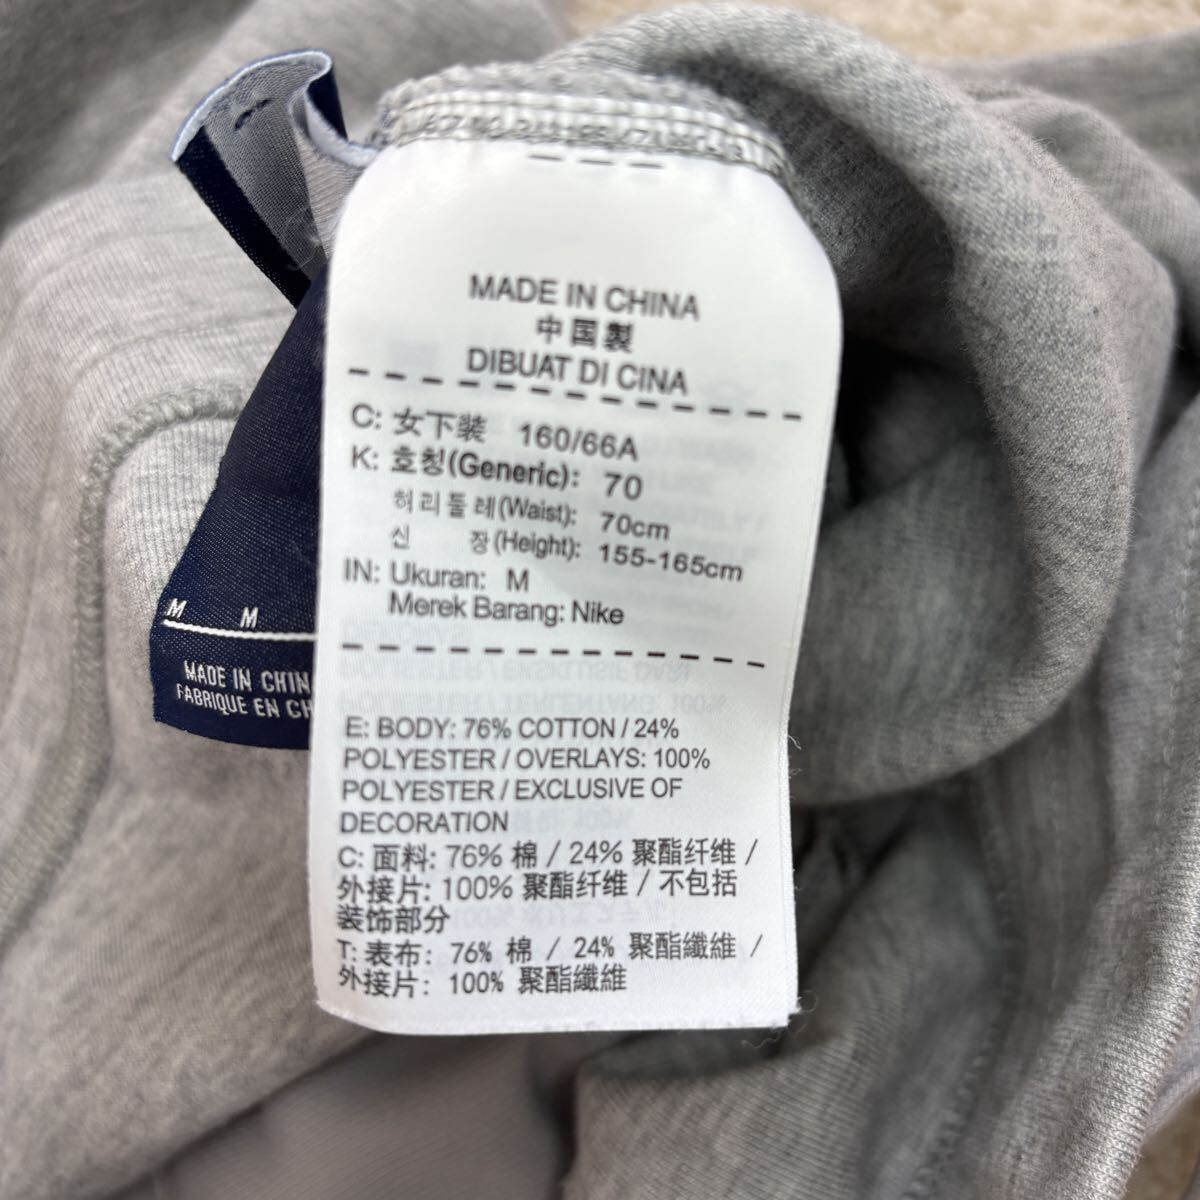 MADE IN CHINA
中国製
DIBUAT DI CINA
C: 女下装 160/66A
K: 호칭(Generic): 70
허리둘레(Waist): 70cm
신 장(Height): 155-165cm
IN: Ukuran: M
Merek Barang: Nike
E: BODY: 76% COTTON / 24%
POLYESTER / OVERLAYS: 100%
POLYESTER / EXCLUSIVE OF
DECORATION
C: 面料: 76% 棉 / 24% 聚酯纤维 /
外接片: 100% 聚酯纤维 / 不包括
装饰部分
T: 表布: 76% 棉 / 24% 聚酯纖維 /
外接片: 100% 聚酯纖維
M M
MADE IN CHIN
FABRIQUE EN CH